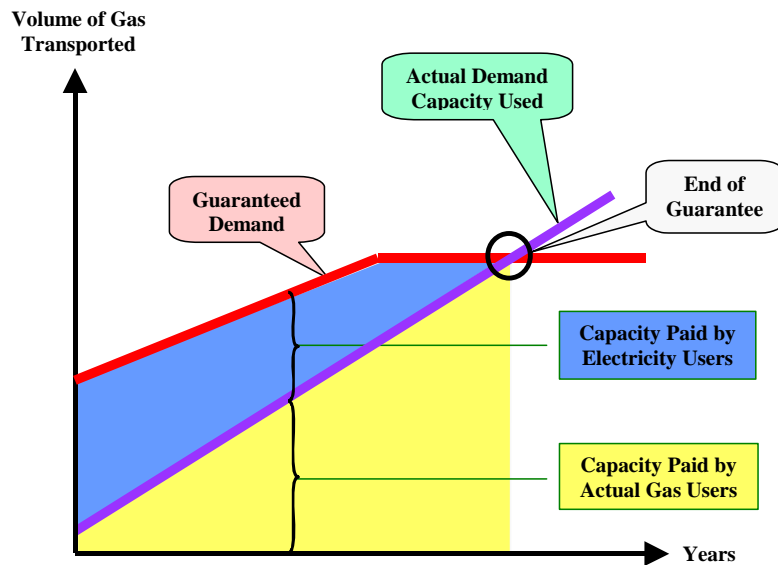 Volume of Gas
Transported
Actual Demand
Capacity Used
Guaranteed
Demand
End of
Guarantee
Capacity Paid by
Electricity Users
Capacity Paid by
Actual Gas Users
Years